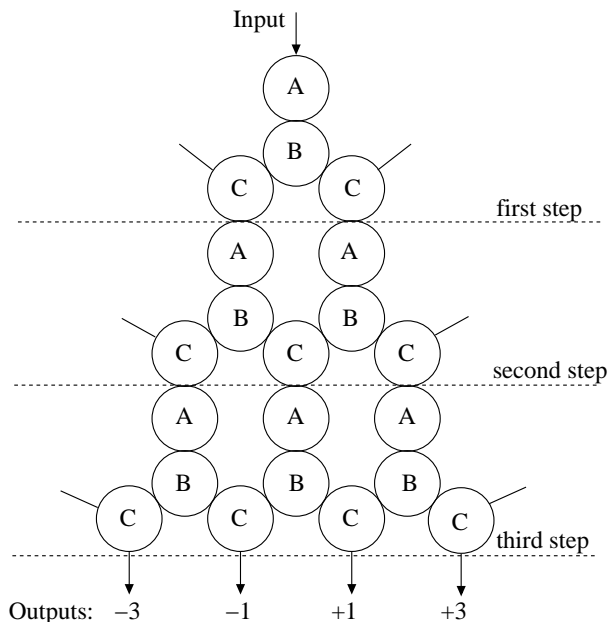 Input
A
B
C C
first step
A A
B B
C C C
second step
A A A
B B B
C C C C
third step
Outputs: −3 −1 +1 +3